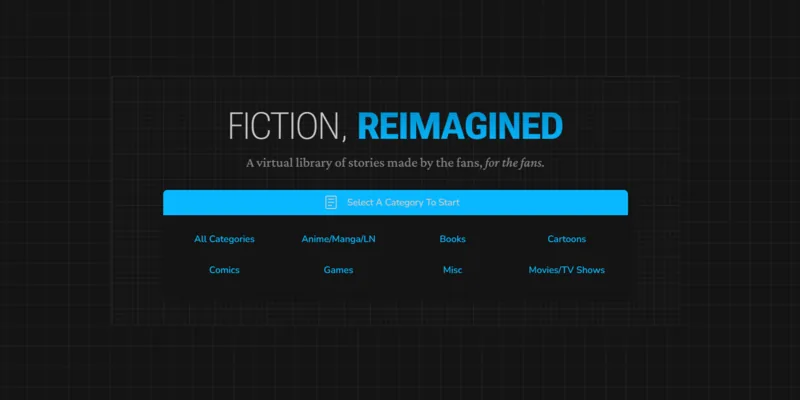 FICTION, REIMAGINED
A virtual library of stories made by the fans, for the fans.
Select A Category To Start
All Categories Anime/Manga/LN Books Cartoons
Comics Games Misc Movies/TV Shows